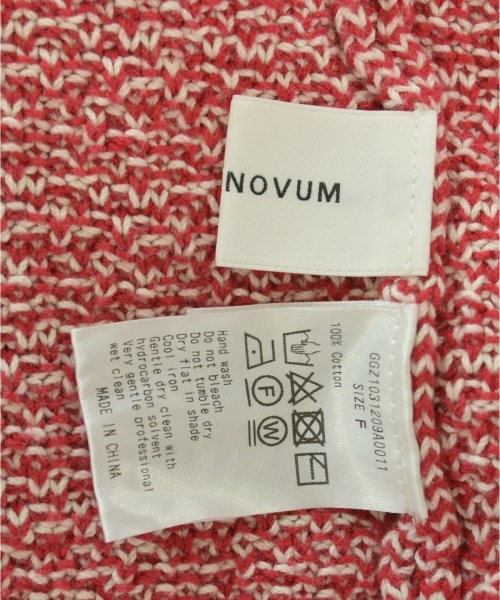 NOVUM
GGZ1031209A0011
SIZE F
100% Cotton
Hand wash
Do not bleach
Do not tumble dry
Dry flat in shade
Cool iron
Gentle dry clean with
hydrocarbon solvent
Very gentle professional
wet clean
MADE IN CHINA
F
W